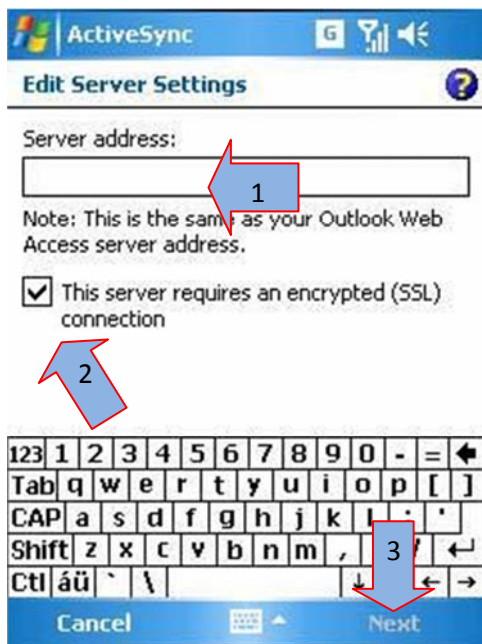 ActiveSync G
Edit Server Settings ?
Server address:
1
Note: This is the same as your Outlook Web
Access server address.
This server requires an encrypted (SSL)
connection
2
123 1 2 3 4 5 6 7 8 9 0 - =
Tab q w e r t y u i o p [ ]
CAP a s d f g h j k l ; '
Shift z x c v b n m , /
3
Ctl áü ` \ ↓ ← →
Cancel Next